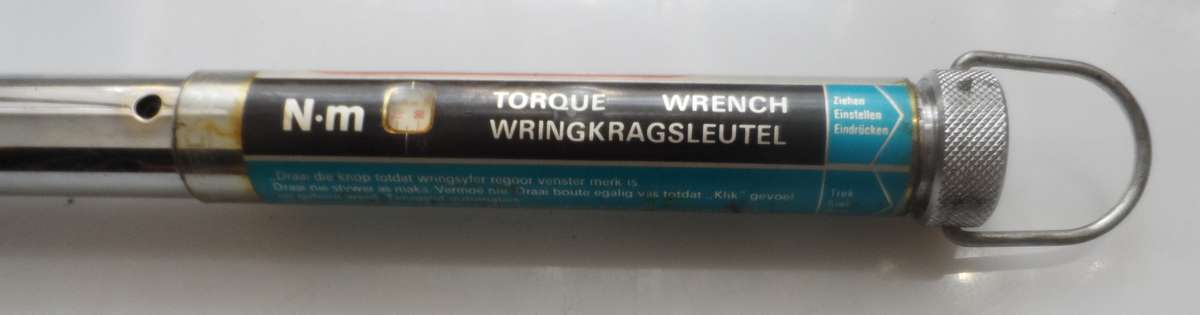 N·m
TORQUE WRENCH
WRINGKRAGSLEUTEL
Ziehen
Einstellen
Eindrücken
Draai die knop totdat wringsyfer regoor venster merk is.
Draai nie stywer as maks. Vermoë nie. Draai boute egalig vas totdat „Klik" gevoel
Trek